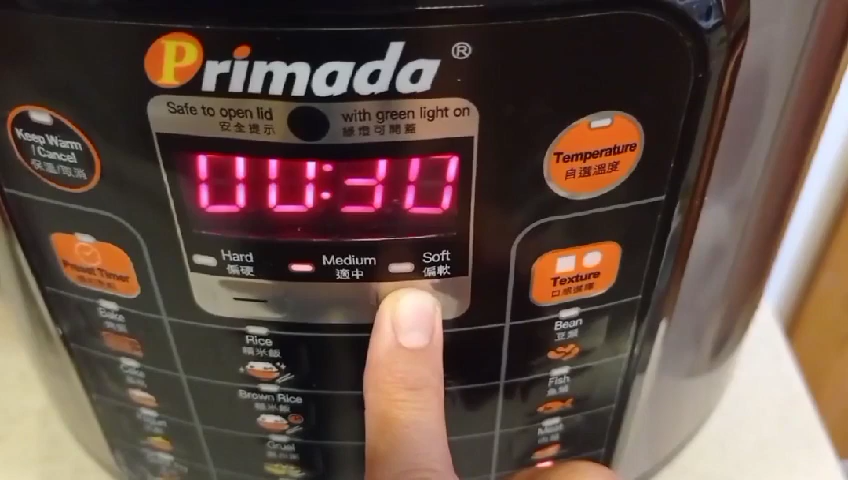 Primada®
Safe to open lid
安全提示
with green light on
綠燈可開蓋
Keep Warm
/Cancel
保溫/取消
00:30
Temperature
自選溫度
Hard
偏硬
Medium
適中
Soft
偏軟
Preset Timer
Texture
口感選擇
Bake
Rice
精米飯
Brown Rice
糙米飯
Gruel
Bean
豆類
Fish
魚類
Meat
肉類